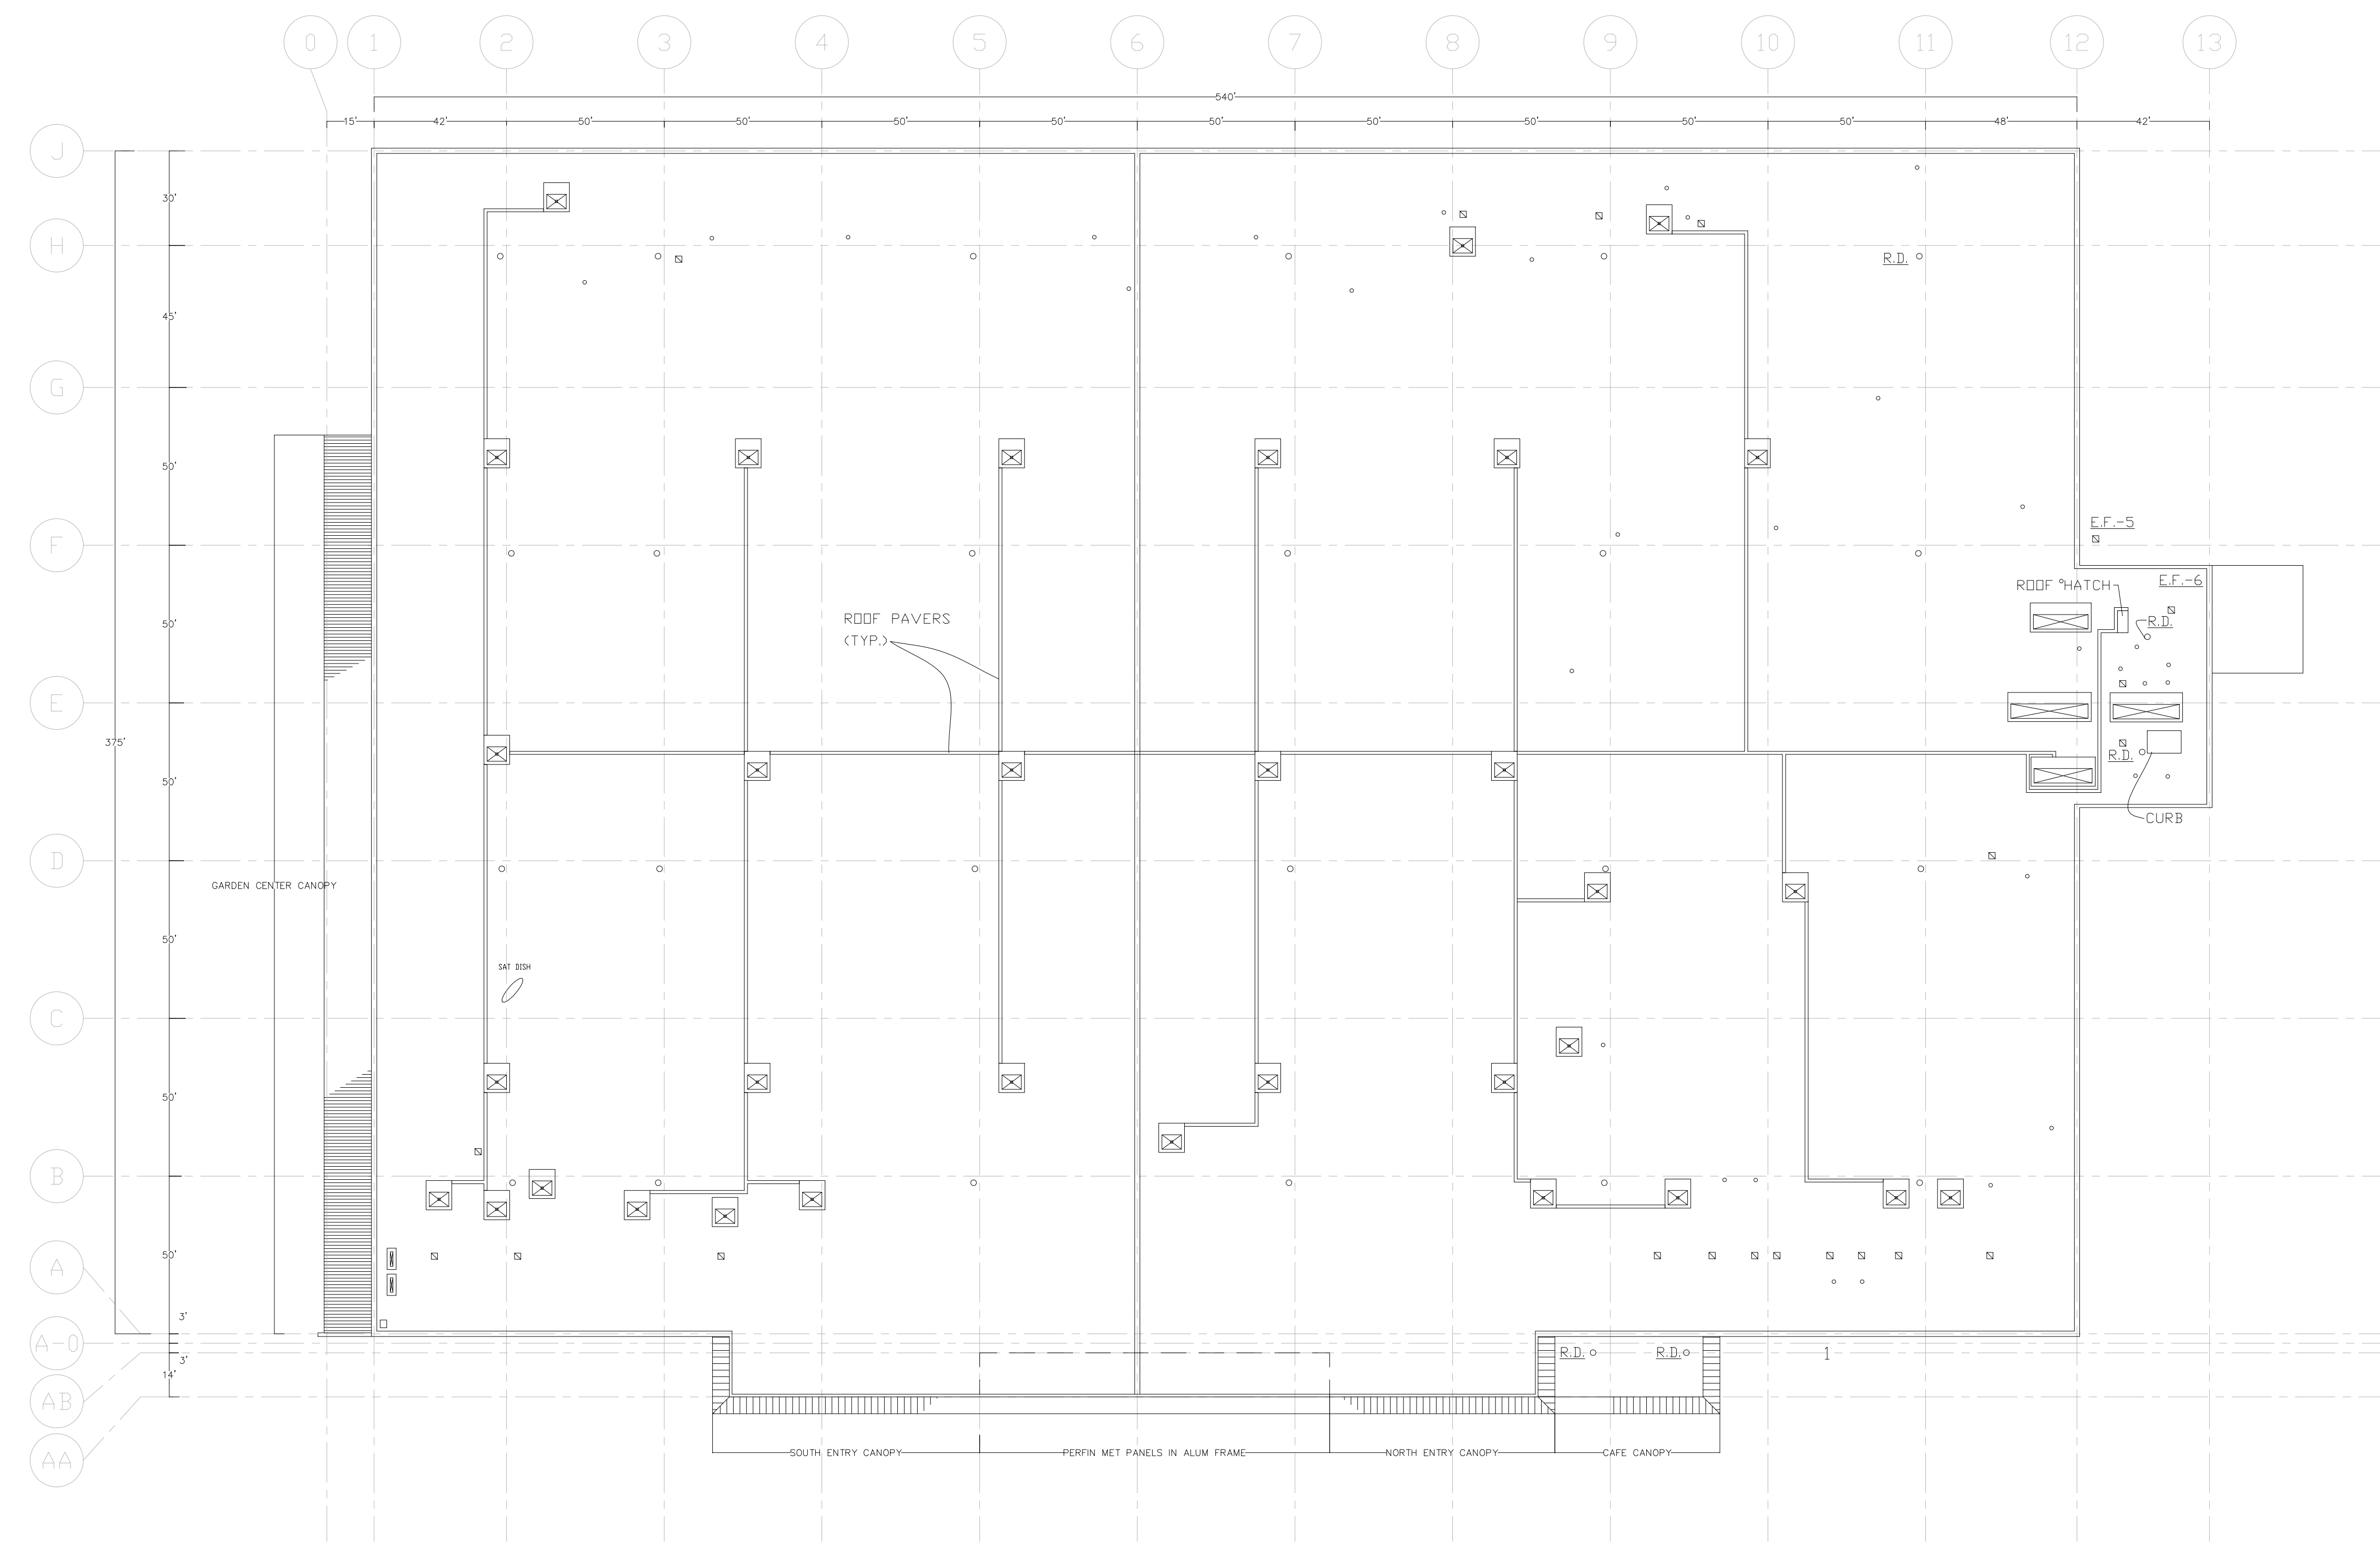 0 1 2 3 4 5 6 7 8 9 10 11 12 13
540'
15' 42' 50' 50' 50' 50' 50' 50' 50' 50' 50' 48' 42'
J
30'
H
R.D.
45'
G
50'
E.F.-5
F
ROOF HATCH
E.F.-6
ROOF PAVERS
(TYP.)
50'
R.D.
E
375'
R.D.
50'
CURB
D
GARDEN CENTER CANOPY
50'
SAT DISH
C
50'
B
50'
A
3'
A-0
R.D.
R.D.
1
3'
14'
AB
SOUTH ENTRY CANOPY
PERFIN MET PANELS IN ALUM FRAME
NORTH ENTRY CANOPY
CAFE CANOPY
AA